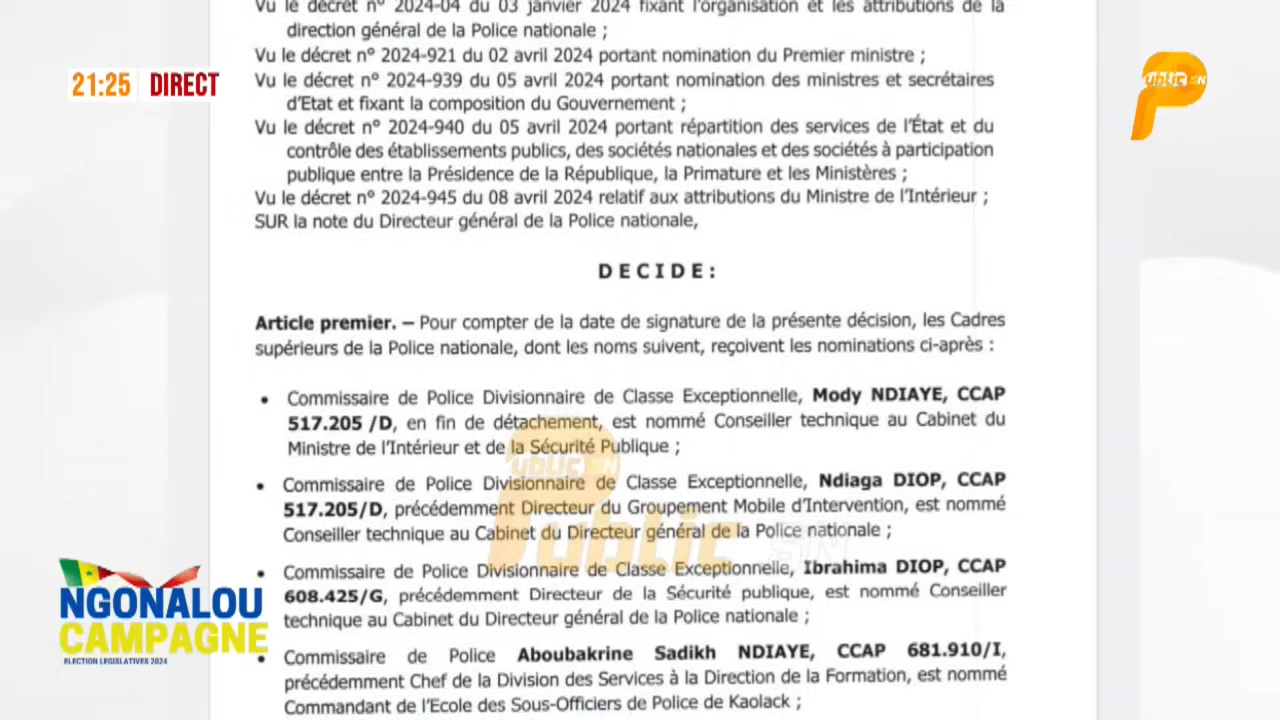 Vu le décret n° 2024-04 du 03 janvier 2024 fixant l'organisation et les attributions de la
direction général de la Police nationale ;
Vu le décret n° 2024-921 du 02 avril 2024 portant nomination du Premier ministre ;
Vu le décret n° 2024-939 du 05 avril 2024 portant nomination des ministres et secrétaires
d'Etat et fixant la composition du Gouvernement ;
Vu le décret n° 2024-940 du 05 avril 2024 portant répartition des services de l'État et du
contrôle des établissements publics, des sociétés nationales et des sociétés à participation
publique entre la Présidence de la République, la Primature et les Ministères ;
Vu le décret n° 2024-945 du 08 avril 2024 relatif aux attributions du Ministre de l'Intérieur ;
SUR la note du Directeur général de la Police nationale,
DECIDE:
Article premier. – Pour compter de la date de signature de la présente décision, les Cadres
supérieurs de la Police nationale, dont les noms suivent, reçoivent les nominations ci-après :
• Commissaire de Police Divisionnaire de Classe Exceptionnelle, Mody NDIAYE, CCAP
517.205 /D, en fin de détachement, est nommé Conseiller technique au Cabinet du
Ministre de l'Intérieur et de la Sécurité Publique ;
• Commissaire de Police Divisionnaire de Classe Exceptionnelle, Ndiaga DIOP, CCAP
517.205/D, précédemment Directeur du Groupement Mobile d'Intervention, est nommé
Conseiller technique au Cabinet du Directeur général de la Police nationale ;
• Commissaire de Police Divisionnaire de Classe Exceptionnelle, Ibrahima DIOP, CCAP
608.425/G, précédemment Directeur de la Sécurité publique, est nommé Conseiller
technique au Cabinet du Directeur général de la Police nationale ;
• Commissaire de Police Aboubakrine Sadikh NDIAYE, CCAP 681.910/I,
précédemment Chef de la Division des Services à la Direction de la Formation, est nommé
Commandant de l'Ecole des Sous-Officiers de Police de Kaolack ;
21:25 DIRECT
Public SN
Public SN
Public SN
NGONALOU
CAMPAGNE
ELECTION LEGISLATIVES 2024